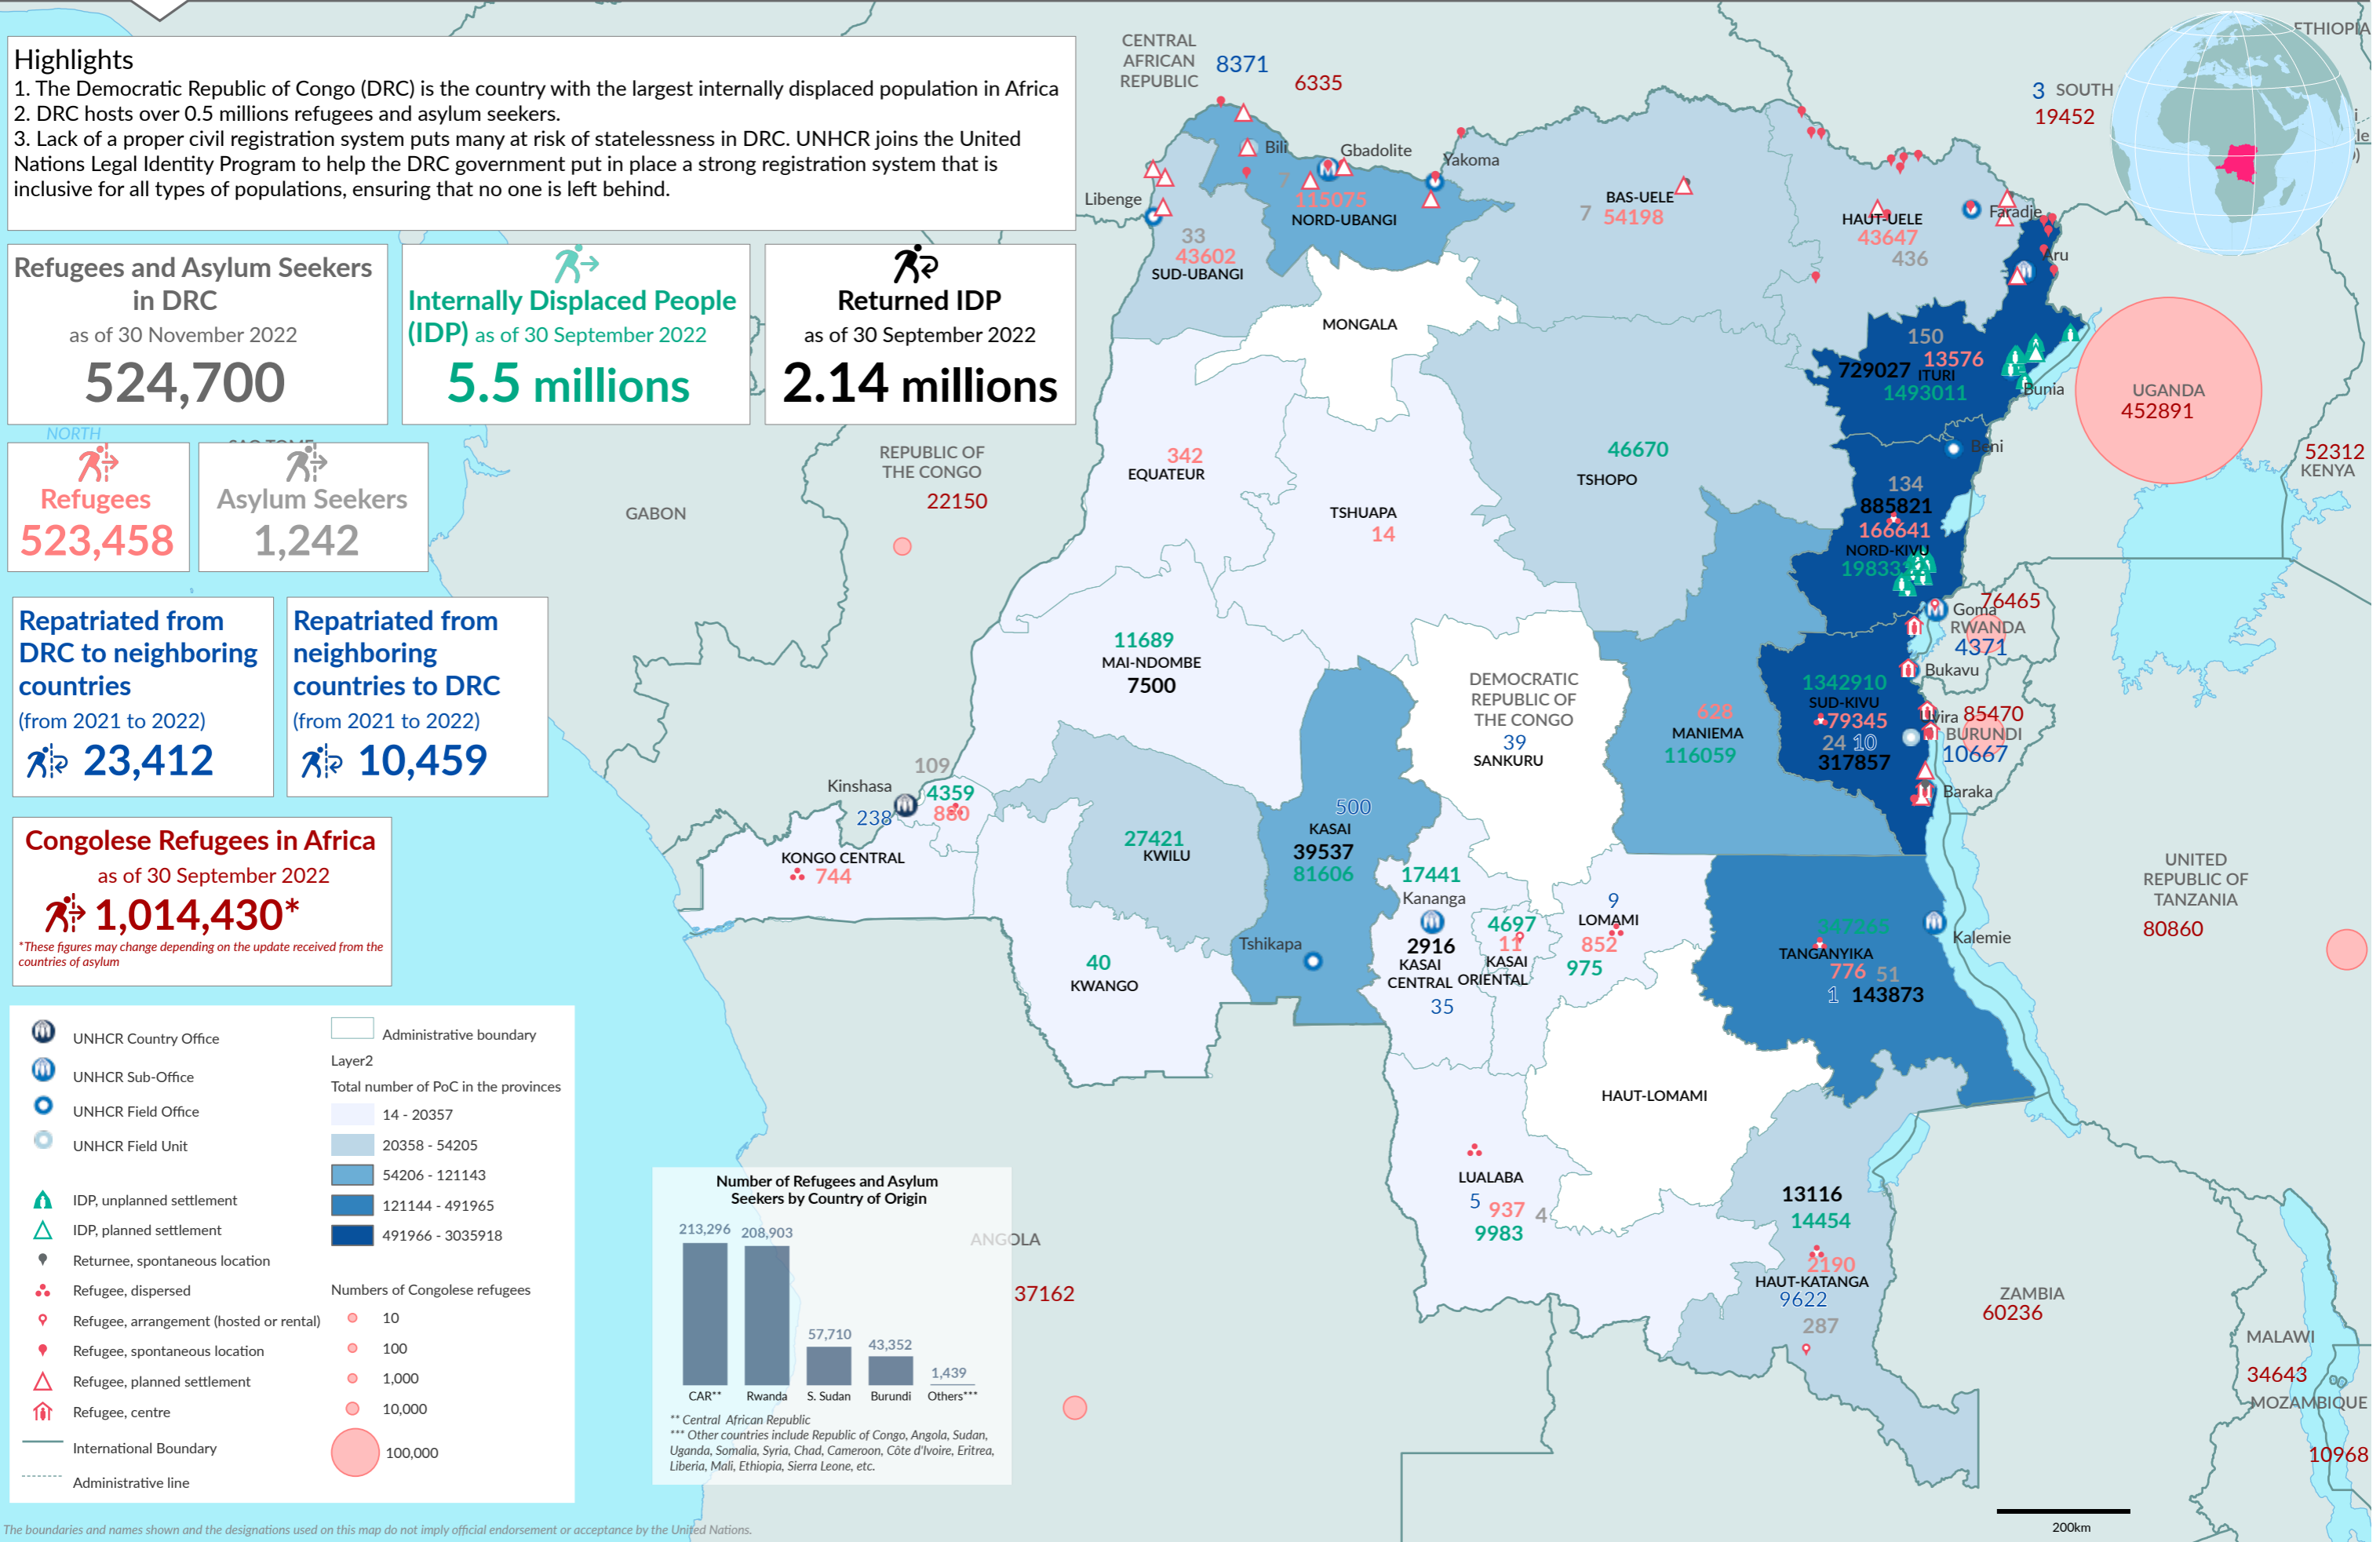 Highlights
1. The Democratic Republic of Congo (DRC) is the country with the largest internally displaced population in Africa
2. DRC hosts over 0.5 millions refugees and asylum seekers.
3. Lack of a proper civil registration system puts many at risk of statelessness in DRC. UNHCR joins the United
Nations Legal Identity Program to help the DRC government put in place a strong registration system that is
inclusive for all types of populations, ensuring that no one is left behind.
Refugees and Asylum Seekers
in DRC
as of 30 November 2022
524,700
Internally Displaced People
(IDP) as of 30 September 2022
5.5 millions
Returned IDP
as of 30 September 2022
2.14 millions
NORTH
Refugees
523,458
Asylum Seekers
1,242
Repatriated from
DRC to neighboring
countries
(from 2021 to 2022)
23,412
Repatriated from
neighboring
countries to DRC
(from 2021 to 2022)
10,459
Congolese Refugees in Africa
as of 30 September 2022
1,014,430*
*These figures may change depending on the update received from the
countries of asylum
UNHCR Country Office
UNHCR Sub-Office
UNHCR Field Office
UNHCR Field Unit
IDP, unplanned settlement
IDP, planned settlement
Returnee, spontaneous location
Refugee, dispersed
Refugee, arrangement (hosted or rental)
Refugee, spontaneous location
Refugee, planned settlement
Refugee, centre
International Boundary
Administrative line
Administrative boundary
Layer2
Total number of PoC in the provinces
14 - 20357
20358 - 54205
54206 - 121143
121144 - 491965
491966 - 3035918
Numbers of Congolese refugees
10
100
1,000
10,000
100,000
Number of Refugees and Asylum
Seekers by Country of Origin
213,296
208,903
57,710
43,352
1,439
CAR**
Rwanda
S. Sudan
Burundi
Others***
** Central African Republic
*** Other countries include Republic of Congo, Angola, Sudan,
Uganda, Somalia, Syria, Chad, Cameroon, Côte d'Ivoire, Eritrea,
Liberia, Mali, Ethiopia, Sierra Leone, etc.
CENTRAL
AFRICAN
REPUBLIC
8371
6335
ETHIOPIA
3 SOUTH
19452
Bili
Gbadolite
Yakoma
Libenge
7
115075
NORD-UBANGI
33
43602
SUD-UBANGI
BAS-UELE
7 54198
HAUT-UELE
43647
436
Faradje
Aru
MONGALA
150
13576
729027 ITURI
1493011
Bunia
UGANDA
452891
52312
KENYA
REPUBLIC OF
THE CONGO
22150
GABON
342
EQUATEUR
TSHUAPA
14
46670
TSHOPO
Beni
134
885821
166641
NORD-KIVU
Goma
76465
RWANDA
4371
Bukavu
11689
MAI-NDOMBE
7500
DEMOCRATIC
REPUBLIC OF
THE CONGO
39
SANKURU
628
MANIEMA
116059
1342910
SUD-KIVU
79345
24 10
317857
Uvira
85470
BURUNDI
10667
Baraka
109
Kinshasa
4359
880
238
KONGO CENTRAL
744
27421
KWILU
500
KASAI
39537
81606
Tshikapa
40
KWANGO
17441
Kananga
2916
KASAI
CENTRAL
35
4697
11
KASAI
ORIENTAL
9
LOMAMI
852
975
TANGANYIKA
776 51
1 143873
Kalemie
UNITED
REPUBLIC OF
TANZANIA
80860
HAUT-LOMAMI
LUALABA
5 937 4
9983
13116
14454
2190
HAUT-KATANGA
9622
287
ANGOLA
37162
ZAMBIA
60236
MALAWI
34643
MOZAMBIQUE
10968
200km
The boundaries and names shown and the designations used on this map do not imply official endorsement or acceptance by the United Nations.